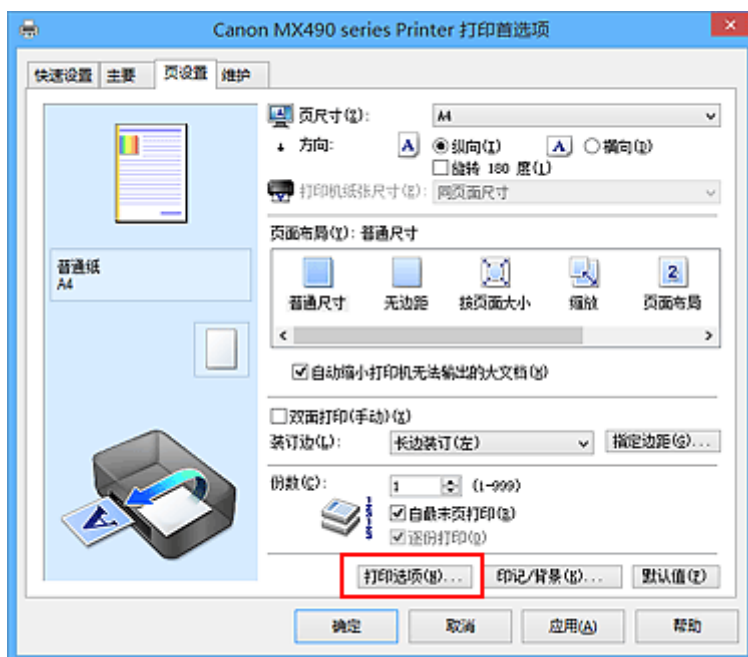 Canon MX490 series Printer 打印首选项
快速设置 主要 页设置 维护
页尺寸(Z): A4
方向: A 纵向(I) A 横向(D)
旋转 180 度(L)
打印机纸张尺寸(E): 同页面尺寸
页面布局(Y): 普通尺寸
普通纸
A4
2
普通尺寸 无边距 按页面大小 缩放 页面布局
自动缩小打印机无法输出的大文档(N)
双面打印(手动)(X)
装订边(L): 长边装订(左) 指定边距(G)...
份数(C): 1 (1-999)
自最末页打印(S)
逐份打印(O)
打印选项(N)... 印记/背景(K)... 默认值(F)
确定 取消 应用(A) 帮助